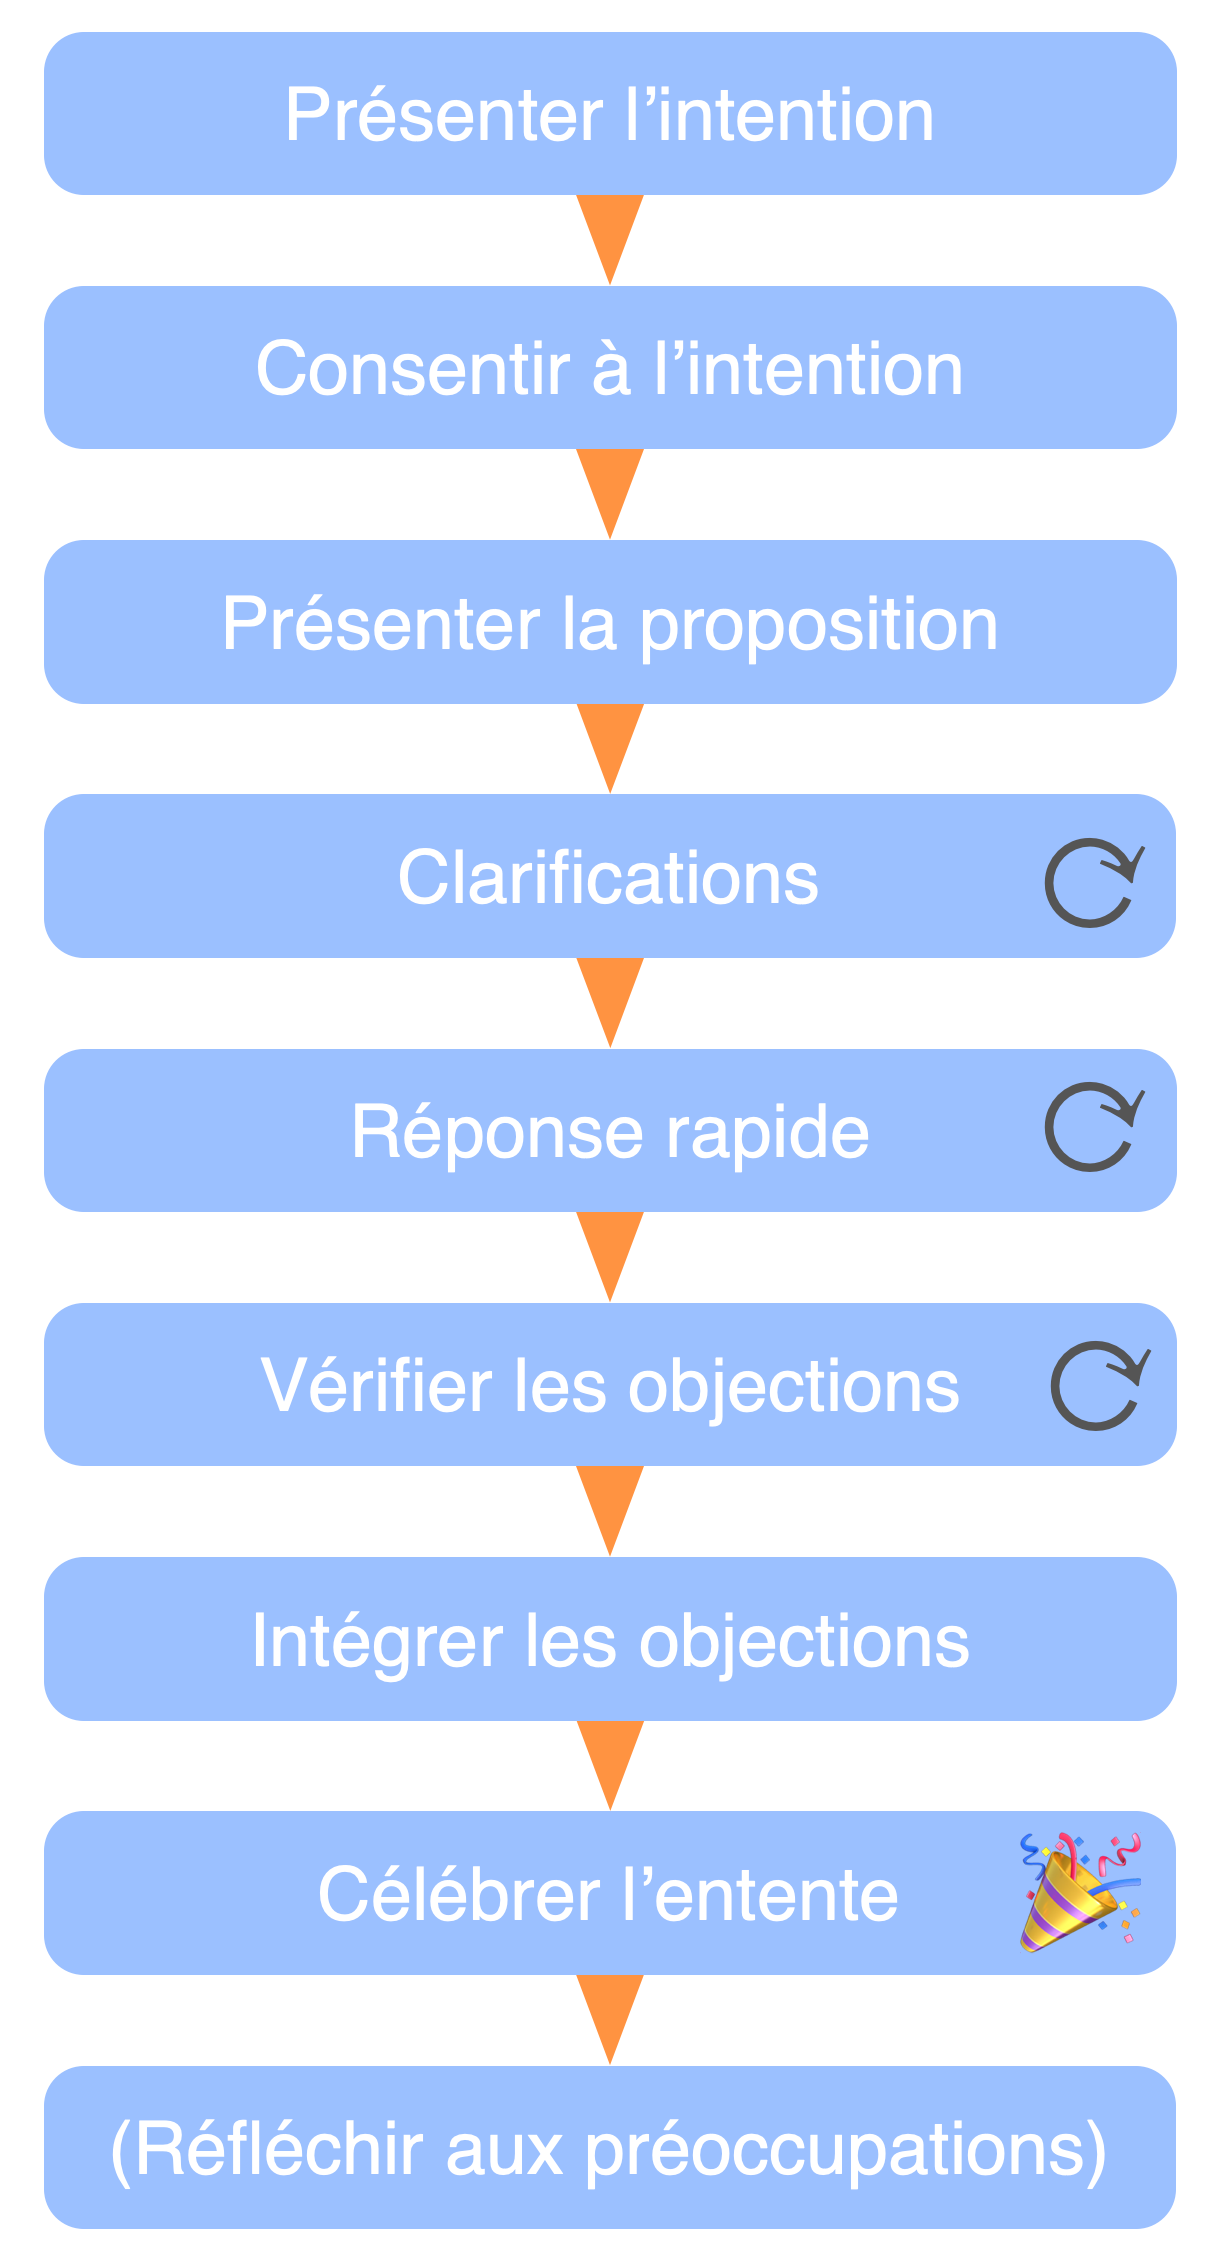 Présenter l’intention
Consentir à l’intention
Présenter la proposition
Clarifications
Réponse rapide
Vérifier les objections
Intégrer les objections
Célébrer l’entente
(Réfléchir aux préoccupations)